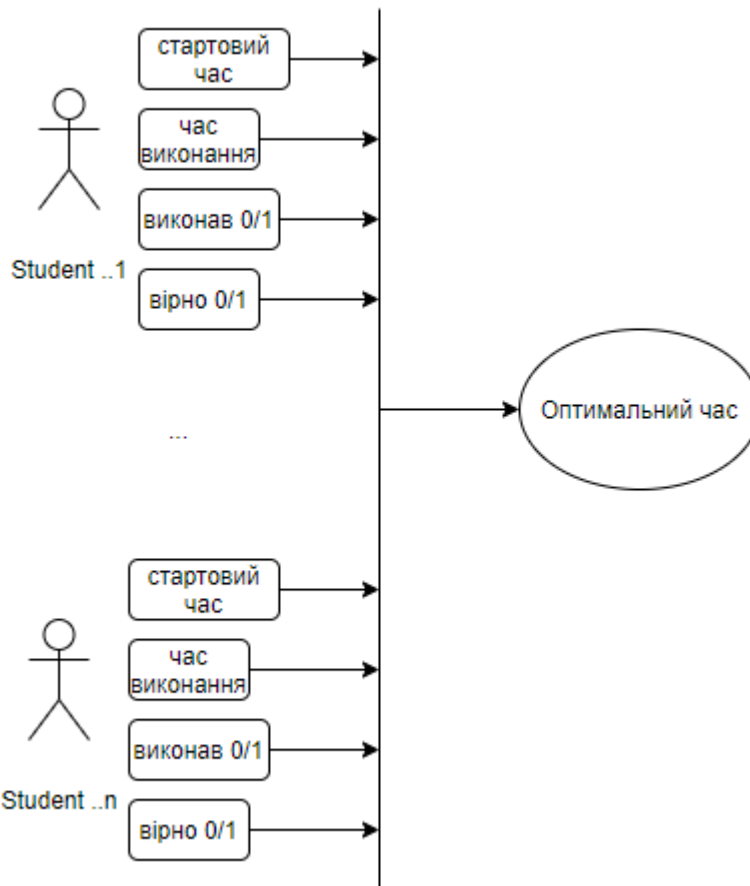 стартовий
час
час
виконання
виконав 0/1
Student ..1
вірно 0/1
Оптимальний час
...
стартовий
час
час
виконання
виконав 0/1
Student ..n
вірно 0/1